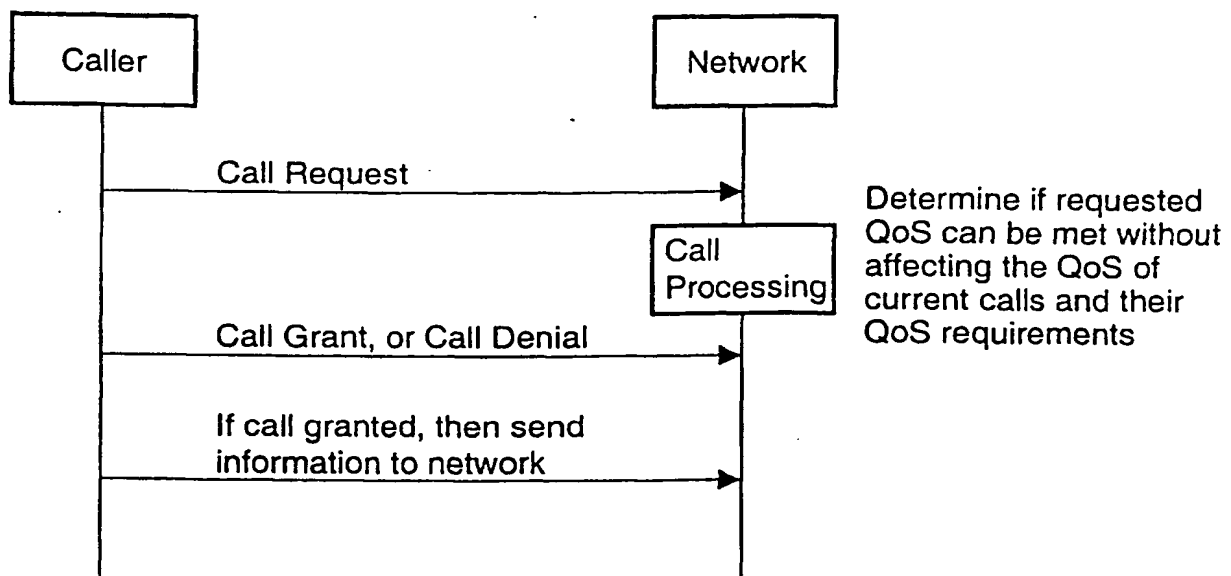 Caller
Network
Call Request
Determine if requested
QoS can be met without
affecting the QoS of
current calls and their
QoS requirements
Call
Processing
Call Grant, or Call Denial
If call granted, then send
information to network